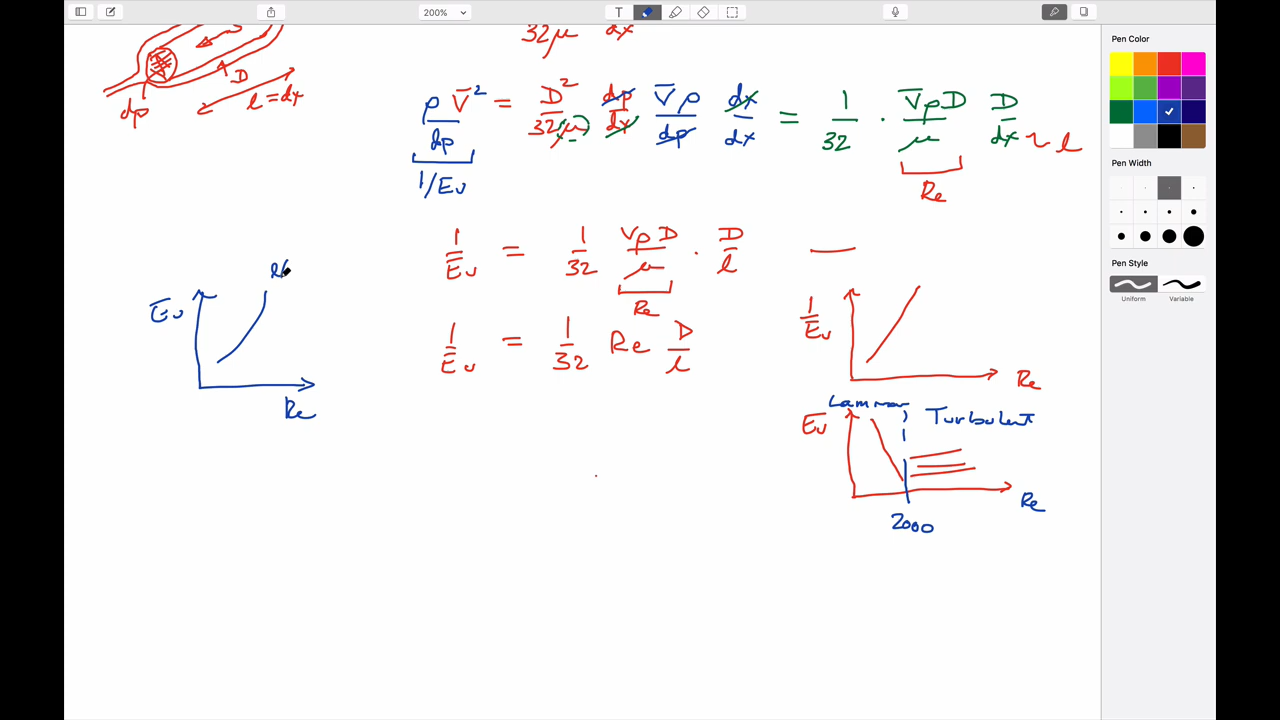 200%
T
32μ dx
D
l = dx
dp
ρ V̄² / dp = D² / 32μ dp / dx V̄ρ / dp dx / dx = 1 / 32 · V̄ρD / μ D / dx ~ l
1/Eu
Re
1 / Eu = 1 / 32 VρD / μ · D / l —
Re
1 / Eu = 1 / 32 Re D / l
Eu
Re
1 / Eu
Re
Laminar
Turbulent
Eu
Re
2000
Pen Color
Pen Width
Pen Style
Uniform Variable